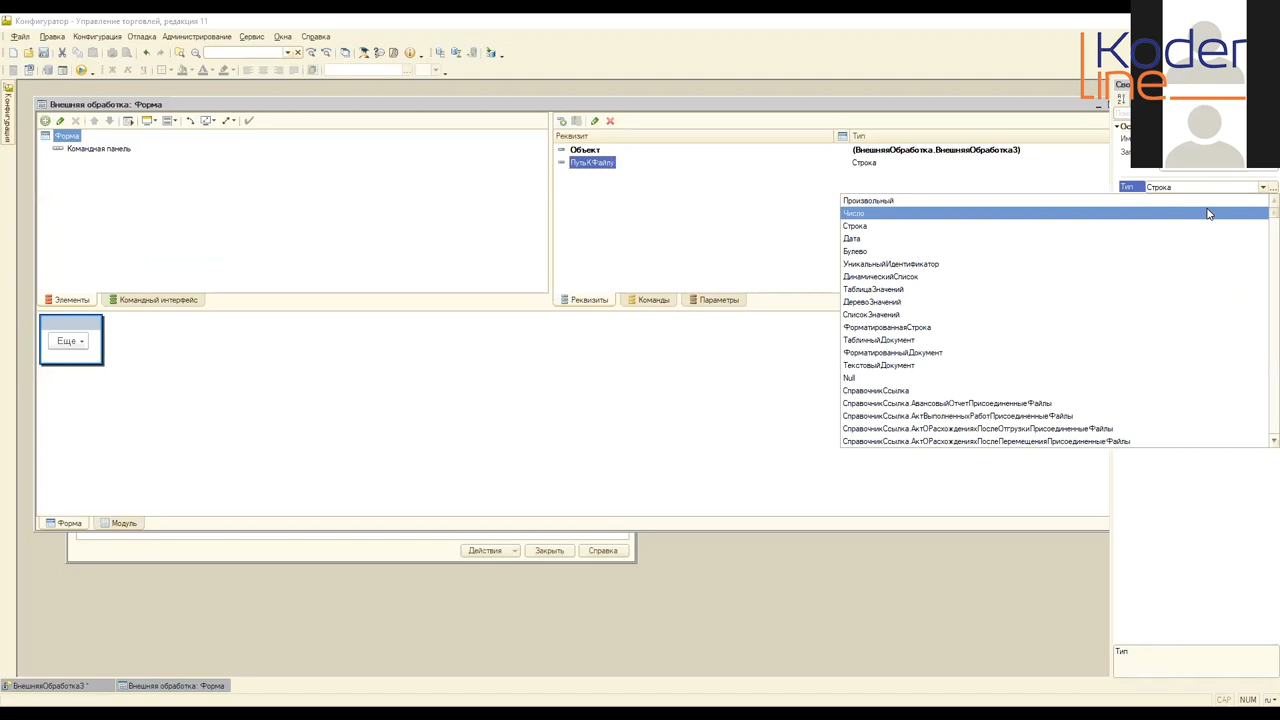 Конфигуратор - Управление торговлей, редакция 11
Файл Правка Конфигурация Отладка Администрирование Сервис Окна Справка
Koder
Line
Конфигурация
Внешняя обработка: Форма
Форма
Командная панель
Реквизит Тип
Объект (ВнешняяОбработка.ВнешняяОбработка3)
ПутьКФайлу Строка
Тип Строка
Произвольный
Число
Строка
Дата
Булево
УникальныйИдентификатор
ДинамическийСписок
ТаблицаЗначений
ДеревоЗначений
СписокЗначений
ФорматированнаяСтрока
ТабличныйДокумент
ФорматированныйДокумент
ТекстовыйДокумент
Null
СправочникСсылка
СправочникСсылка.АвансовыйОтчетПрисоединенныеФайлы
СправочникСсылка.АктВыполненныхРаботПрисоединенныеФайлы
СправочникСсылка.АктОРасхожденияхПослеОтгрузкиПрисоединенныеФайлы
СправочникСсылка.АктОРасхожденияхПослеПеремещенияПрисоединенныеФайлы
Элементы Командный интерфейс
Реквизиты Команды Параметры
Еще
Форма Модуль
Действия Закрыть Справка
Тип
ВнешняяОбработка3 * Внешняя обработка: Форма
CAP NUM ru